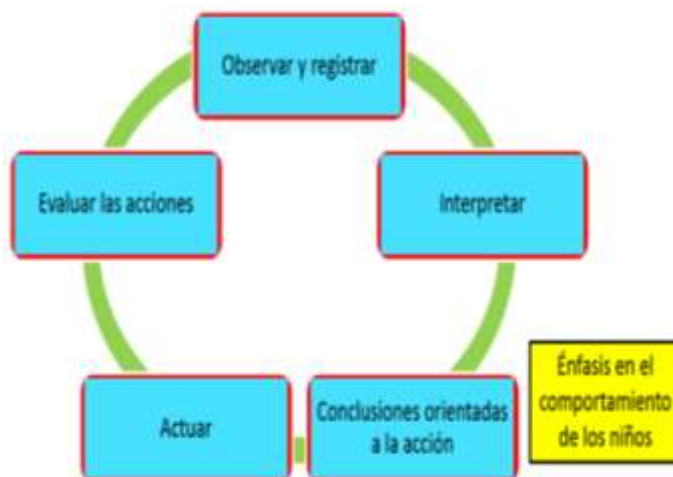 Observar y registrar
Evaluar las acciones
Interpretar
Actuar
Conclusiones orientadas
a la acción
Énfasis en el
comportamiento
de los niños